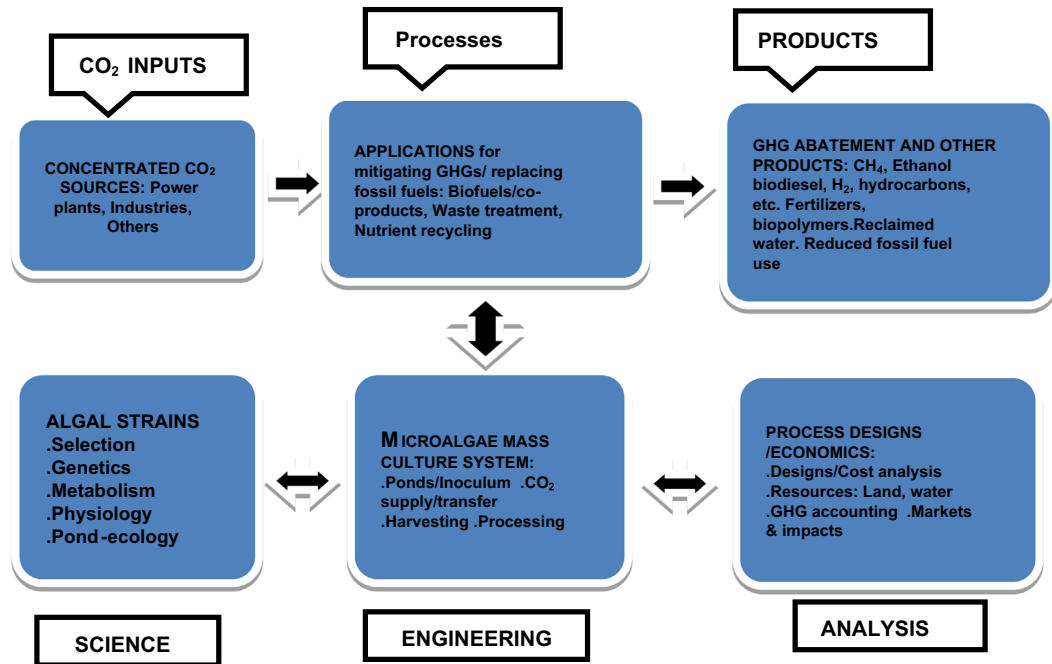 CO₂ INPUTS
Processes
PRODUCTS
CONCENTRATED CO₂
SOURCES: Power
plants, Industries,
Others
APPLICATIONS for
mitigating GHGs/ replacing
fossil fuels: Biofuels/co-
products, Waste treatment,
Nutrient recycling
GHG ABATEMENT AND OTHER
PRODUCTS: CH₄, Ethanol
biodiesel, H₂, hydrocarbons,
etc. Fertilizers,
biopolymers.Reclaimed
water. Reduced fossil fuel
use
ALGAL STRAINS
.Selection
.Genetics
.Metabolism
.Physiology
.Pond-ecology
MICROALGAE MASS
CULTURE SYSTEM:
.Ponds/Inoculum .CO₂
supply/transfer
.Harvesting .Processing
PROCESS DESIGNS
/ECONOMICS:
.Designs/Cost analysis
.Resources: Land, water
.GHG accounting .Markets
& impacts
SCIENCE
ENGINEERING
ANALYSIS